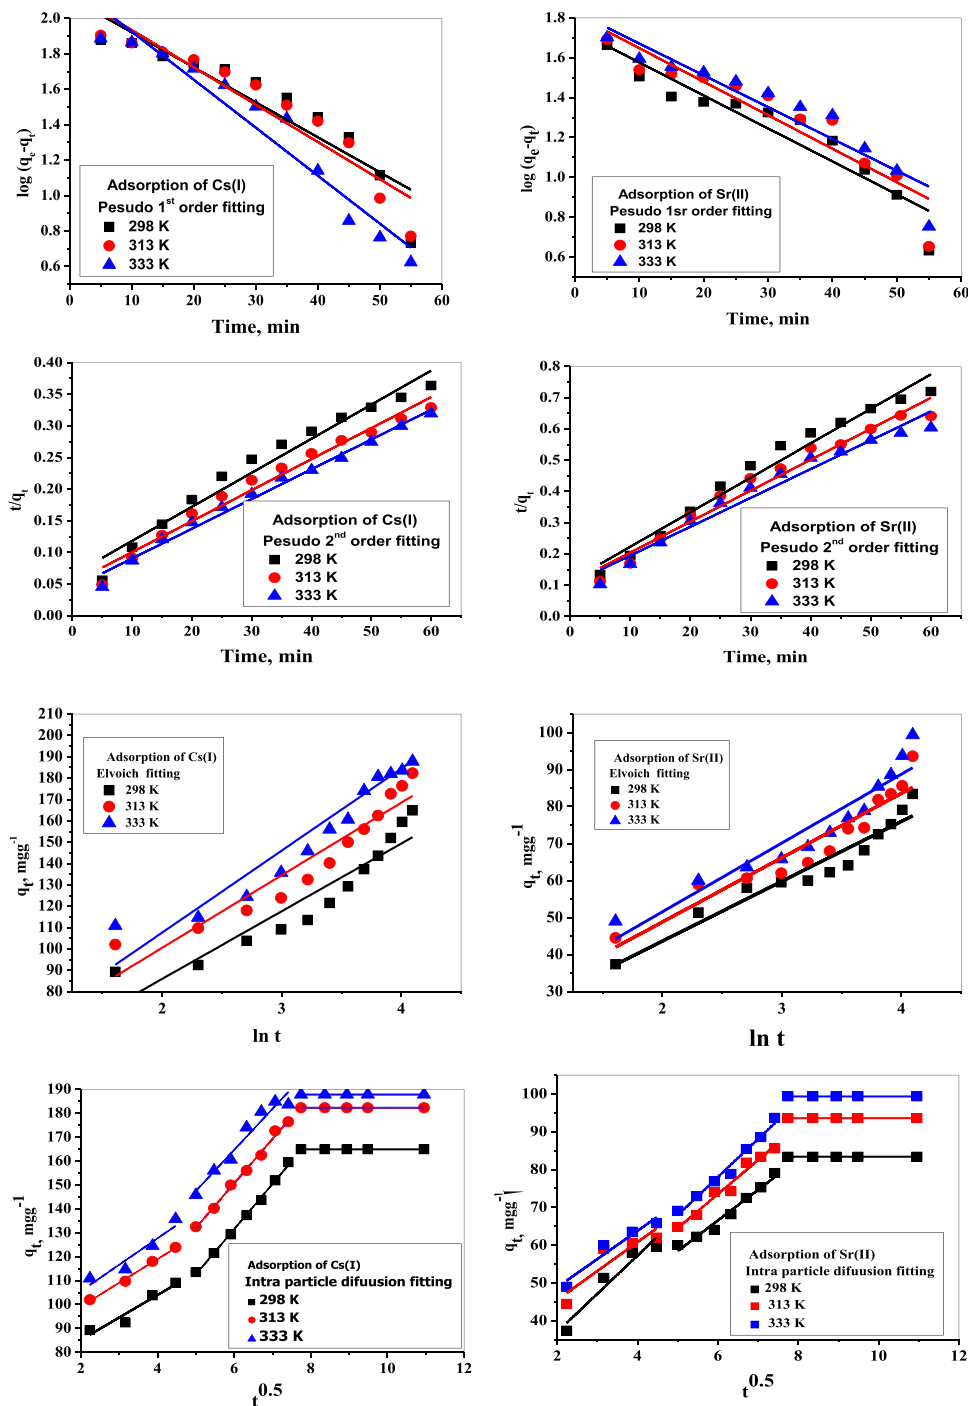 2.0
1.8
1.6
1.4
1.2
1.0
0.8
0.6
log (qe-qt)
Adsorption of Cs(I)
Pesudo 1st order fitting
298 K
313 K
333 K
0 10 20 30 40 50 60
Time, min
2.0
1.8
1.6
1.4
1.2
1.0
0.8
0.6
log (qe-qt)
Adsorption of Sr(II)
Pesudo 1sr order fitting
298 K
313 K
333 K
0 10 20 30 40 50 60
Time, min
0.40
0.35
0.30
0.25
0.20
0.15
0.10
0.05
0.00
t/qt
Adsorption of Cs(I)
Pesudo 2nd order fitting
298 K
313 K
333 K
0 10 20 30 40 50 60
Time, min
0.8
0.7
0.6
0.5
0.4
0.3
0.2
0.1
0.0
t/qt
Adsorption of Sr(II)
Pesudo 2nd order fitting
298 K
313 K
333 K
0 10 20 30 40 50 60
Time, min
210
200
190
180
170
160
150
140
130
120
110
100
90
80
qt, mgg-1
Adsorption of Cs(I)
Elvoich fitting
298 K
313 K
333 K
2 3 4
ln t
100
90
80
70
60
50
40
30
qt, mgg-1
Adsorption of Sr(II)
Elvoich fitting
298 K
313 K
333 K
2 3 4
ln t
190
180
170
160
150
140
130
120
110
100
90
80
qt, mgg-1
Adsorption of Cs(I)
Intra particle difuusion fitting
298 K
313 K
333 K
2 4 6 8 10 12
t0.5
100
90
80
70
60
50
40
qt, mgg-1
Adsorption of Sr(II)
Intra particle difuusion fitting
298 K
313 K
333 K
2 4 6 8 10 12
t0.5